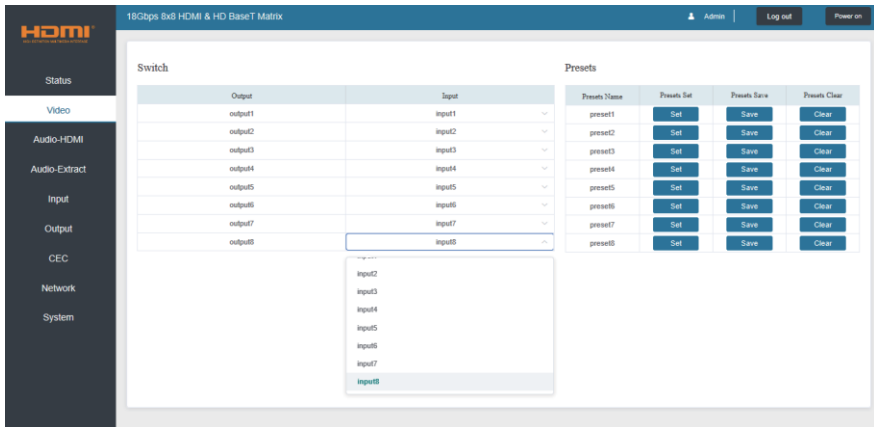 HDMI
18Gbps 8x8 HDMI & HD BaseT Matrix
Admin
Log out
Power on
Status
Video
Audio-HDMI
Audio-Extract
Input
Output
CEC
Network
System
Switch
Output Input
output1 input1
output2 input2
output3 input3
output4 input4
output5 input5
output6 input6
output7 input7
output8 input8
input2
input3
input4
input5
input6
input7
input8
Presets
Presets Name Presets Set Presets Save Presets Clear
preset1 Set Save Clear
preset2 Set Save Clear
preset3 Set Save Clear
preset4 Set Save Clear
preset5 Set Save Clear
preset6 Set Save Clear
preset7 Set Save Clear
preset8 Set Save Clear